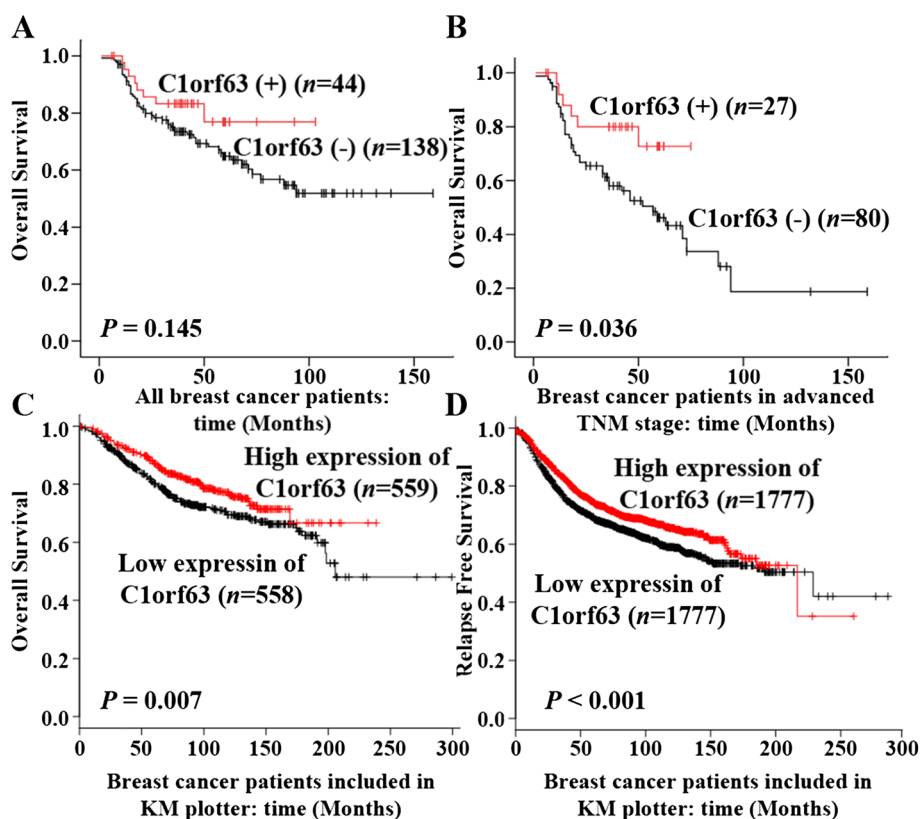 A
Overall Survival
1.0
0.8
0.6
0.4
0.2
0.0
C1orf63 (+) (n=44)
C1orf63 (-) (n=138)
P = 0.145
0
50
100
150
All breast cancer patients:
time (Months)
B
Overall Survival
1.0
0.8
0.6
0.4
0.2
0.0
C1orf63 (+) (n=27)
C1orf63 (-) (n=80)
P = 0.036
0
50
100
150
Breast cancer patients in advanced
TNM stage: time (Months)
C
Overall Survival
1.0
0.8
0.6
0.4
0.2
0.0
High expression of
C1orf63 (n=559)
Low expressin of
C1orf63 (n=558)
P = 0.007
0
50
100
150
200
250
300
Breast cancer patients included in
KM plotter: time (Months)
D
Relapse Free Survival
1.0
0.8
0.6
0.4
0.2
0.0
High expression of
C1orf63 (n=1777)
Low expressin of
C1orf63 (n=1777)
P < 0.001
0
50
100
150
200
250
300
Breast cancer patients included in
KM plotter: time (Months)